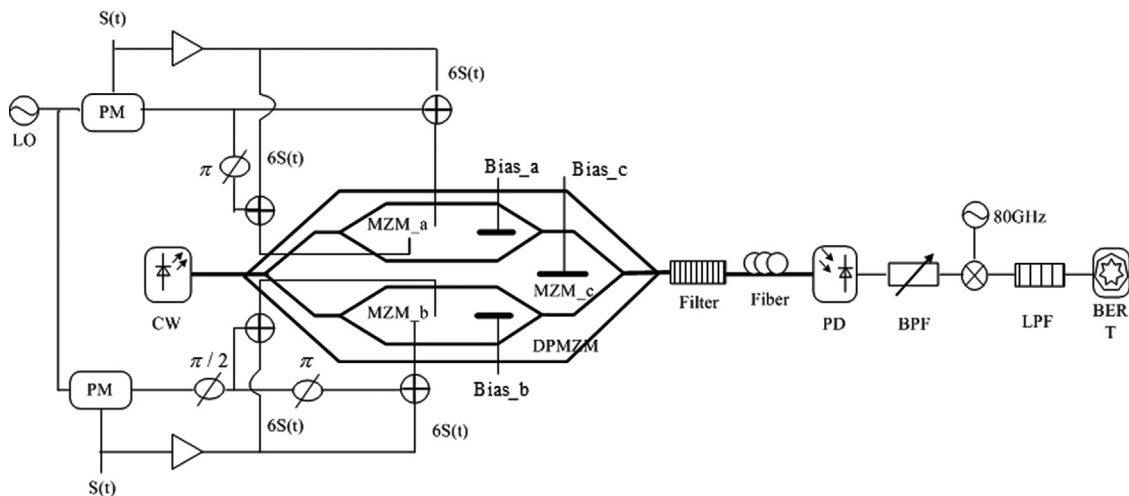 S(t)
6S(t)
PM
LO
π
6S(t)
Bias_a
Bias_c
MZM_a
80GHz
CW
MZM_c
MZM_b
DPMZM
Filter
Fiber
PD
BPF
LPF
BER
T
π / 2
π
PM
Bias_b
6S(t)
6S(t)
S(t)